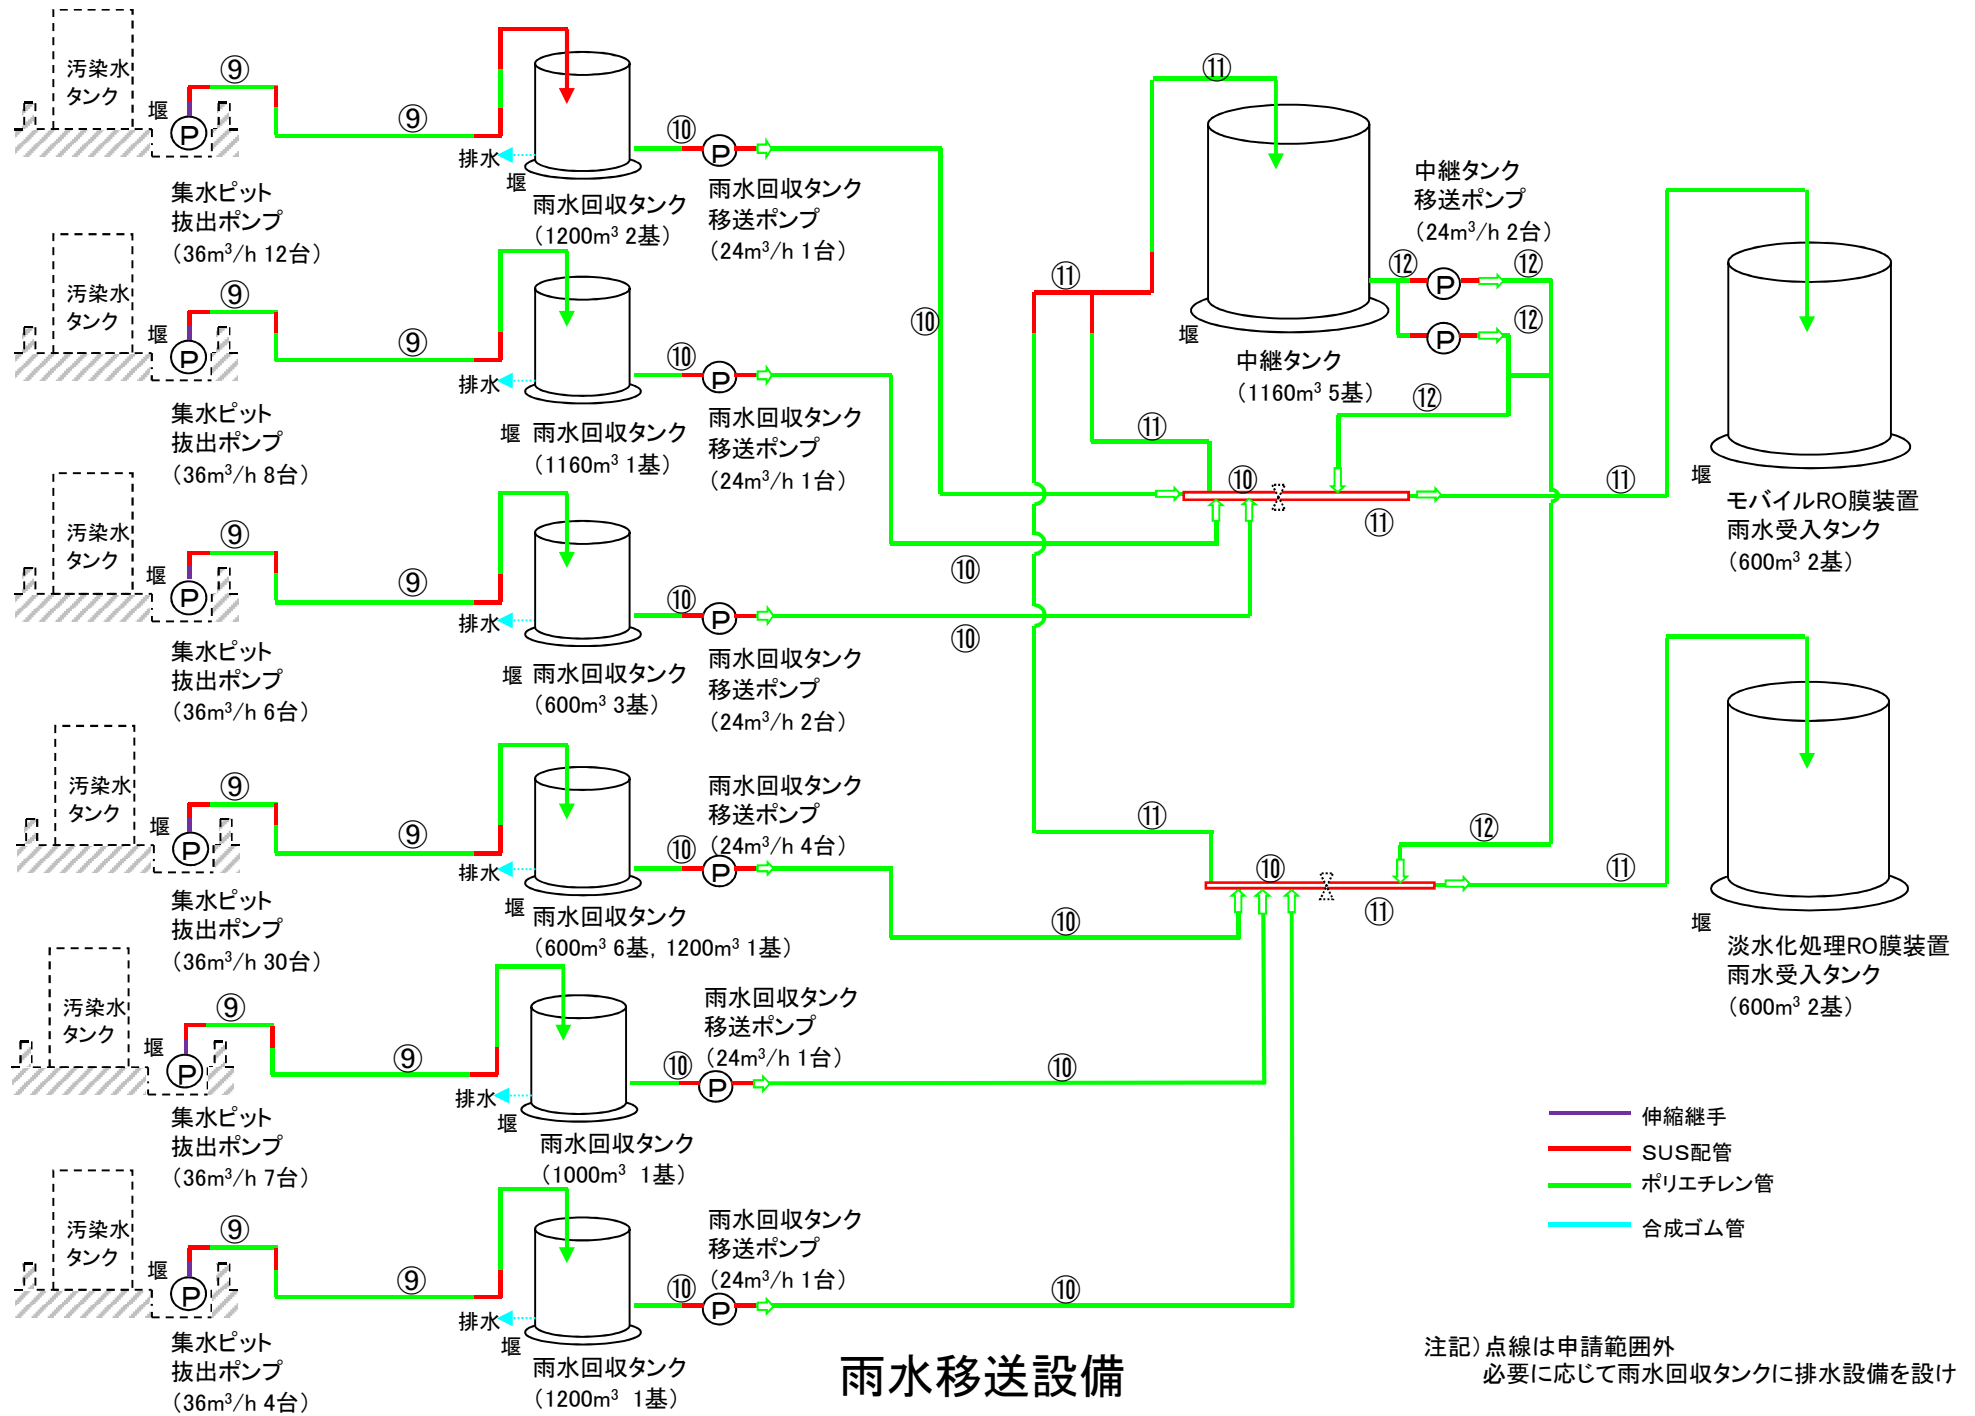 汚染水
タンク
堰
P
⑨
⑨
集水ピット
抜出ポンプ
（36m³/h 12台）
排水
堰
雨水回収タンク
（1200m³ 2基）
⑩
P
雨水回収タンク
移送ポンプ
（24m³/h 1台）
汚染水
タンク
堰
P
⑨
⑨
集水ピット
抜出ポンプ
（36m³/h 8台）
排水
堰
雨水回収タンク
（1160m³ 1基）
⑩
P
雨水回収タンク
移送ポンプ
（24m³/h 1台）
汚染水
タンク
堰
P
⑨
⑨
集水ピット
抜出ポンプ
（36m³/h 6台）
排水
堰
雨水回収タンク
（600m³ 3基）
⑩
P
雨水回収タンク
移送ポンプ
（24m³/h 2台）
汚染水
タンク
堰
P
⑨
⑨
集水ピット
抜出ポンプ
（36m³/h 30台）
排水
堰
雨水回収タンク
（600m³ 6基，1200m³ 1基）
雨水回収タンク
移送ポンプ
（24m³/h 4台）
⑩
P
⑩
汚染水
タンク
堰
P
⑨
⑨
集水ピット
抜出ポンプ
（36m³/h 7台）
排水
堰
雨水回収タンク
（1000m³ 1基）
雨水回収タンク
移送ポンプ
（24m³/h 1台）
⑩
P
⑩
汚染水
タンク
堰
P
⑨
⑨
集水ピット
抜出ポンプ
（36m³/h 4台）
排水
堰
雨水回収タンク
（1200m³ 1基）
雨水回収タンク
移送ポンプ
（24m³/h 1台）
⑩
P
⑩
⑪
⑪
⑩
堰
中継タンク
（1160m³ 5基）
中継タンク
移送ポンプ
（24m³/h 2台）
⑫
P
⑫
P
⑫
⑫
⑪
⑩
⑪
⑪
⑩
⑩
堰
モバイルRO膜装置
雨水受入タンク
（600m³ 2基）
⑪
⑫
⑩
⑪
⑪
堰
淡水化処理RO膜装置
雨水受入タンク
（600m³ 2基）
伸縮継手
SUS配管
ポリエチレン管
合成ゴム管
雨水移送設備
注記）点線は申請範囲外
必要に応じて雨水回収タンクに排水設備を設け